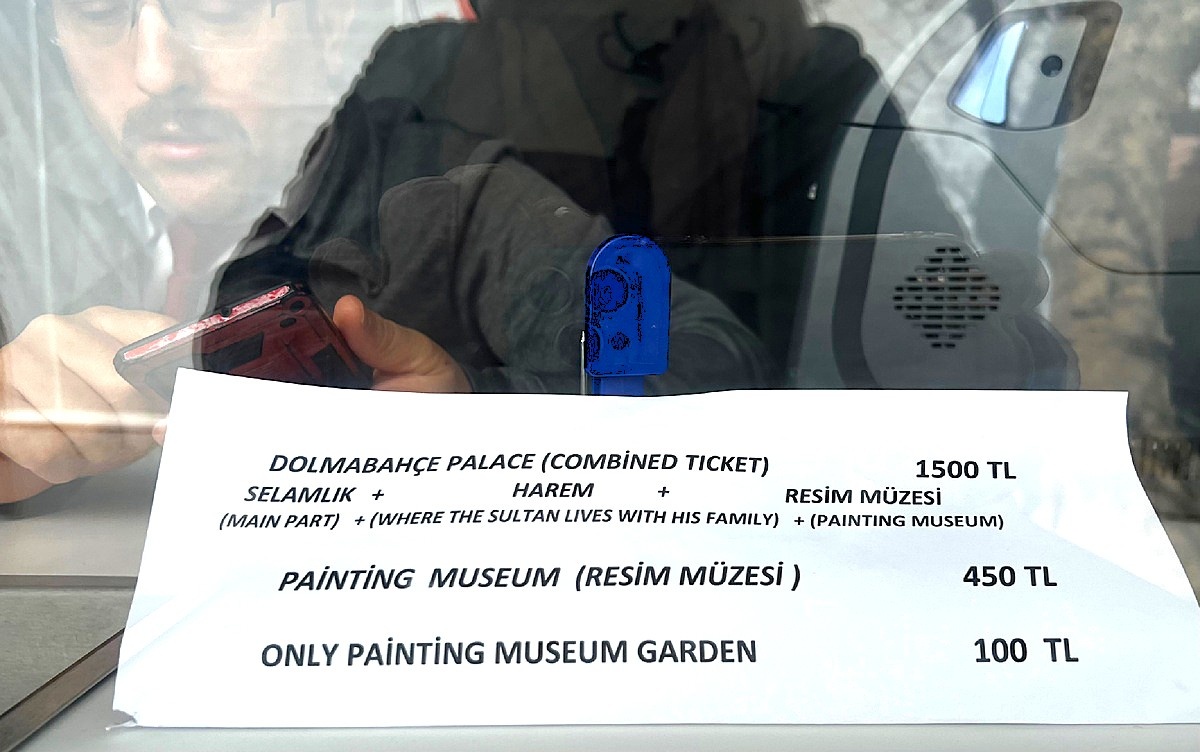 DOLMABAHÇE PALACE (COMBİNED TICKET) 1500 TL
SELAMLIK + HAREM + RESİM MÜZESİ
(MAIN PART) + (WHERE THE SULTAN LIVES WITH HIS FAMILY) + (PAINTING MUSEUM)
PAİNTİNG MUSEUM (RESİM MÜZESİ ) 450 TL
ONLY PAİNTİNG MUSEUM GARDEN 100 TL